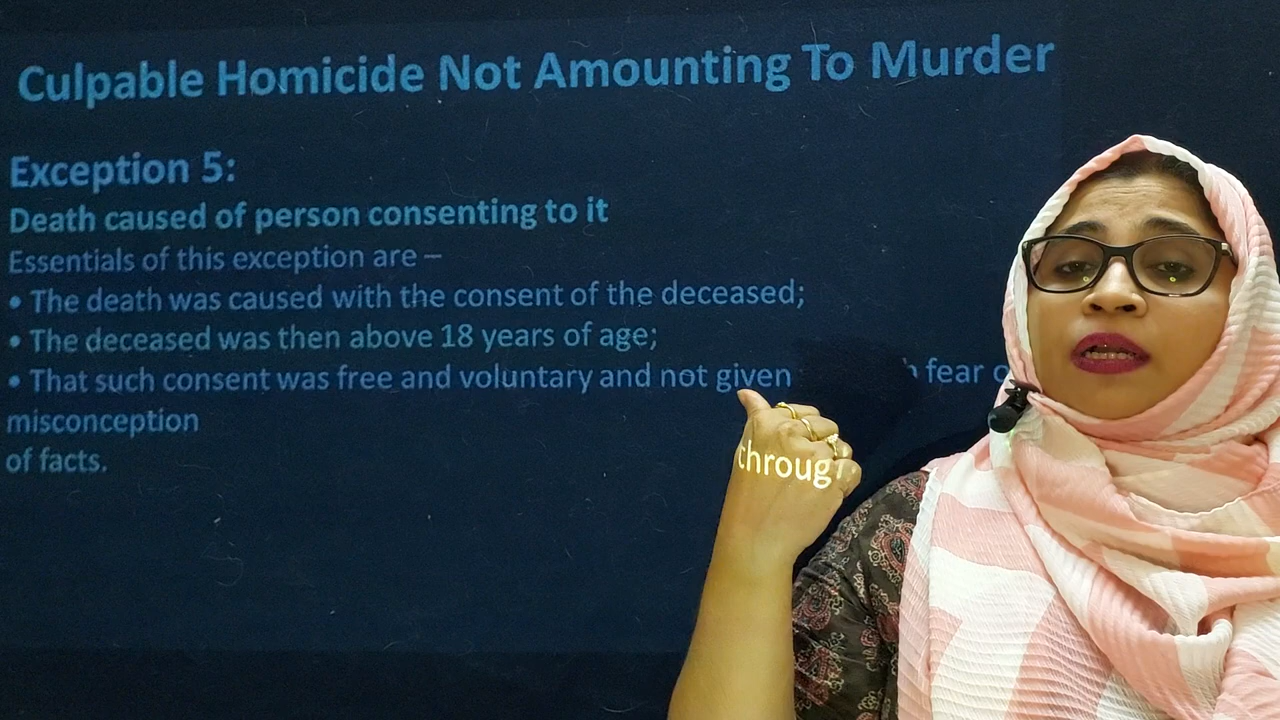 Culpable Homicide Not Amounting To Murder
Exception 5:
Death caused of person consenting to it
Essentials of this exception are –
• The death was caused with the consent of the deceased;
• The deceased was then above 18 years of age;
• That such consent was free and voluntary and not given through fear
misconception
of facts.